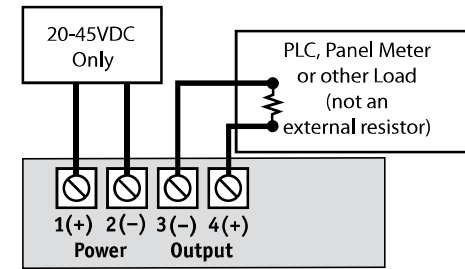 20-45VDC
Only
PLC, Panel Meter
or other Load
(not an
external resistor)
1(+) 2(−) 3(−) 4(+)
Power Output